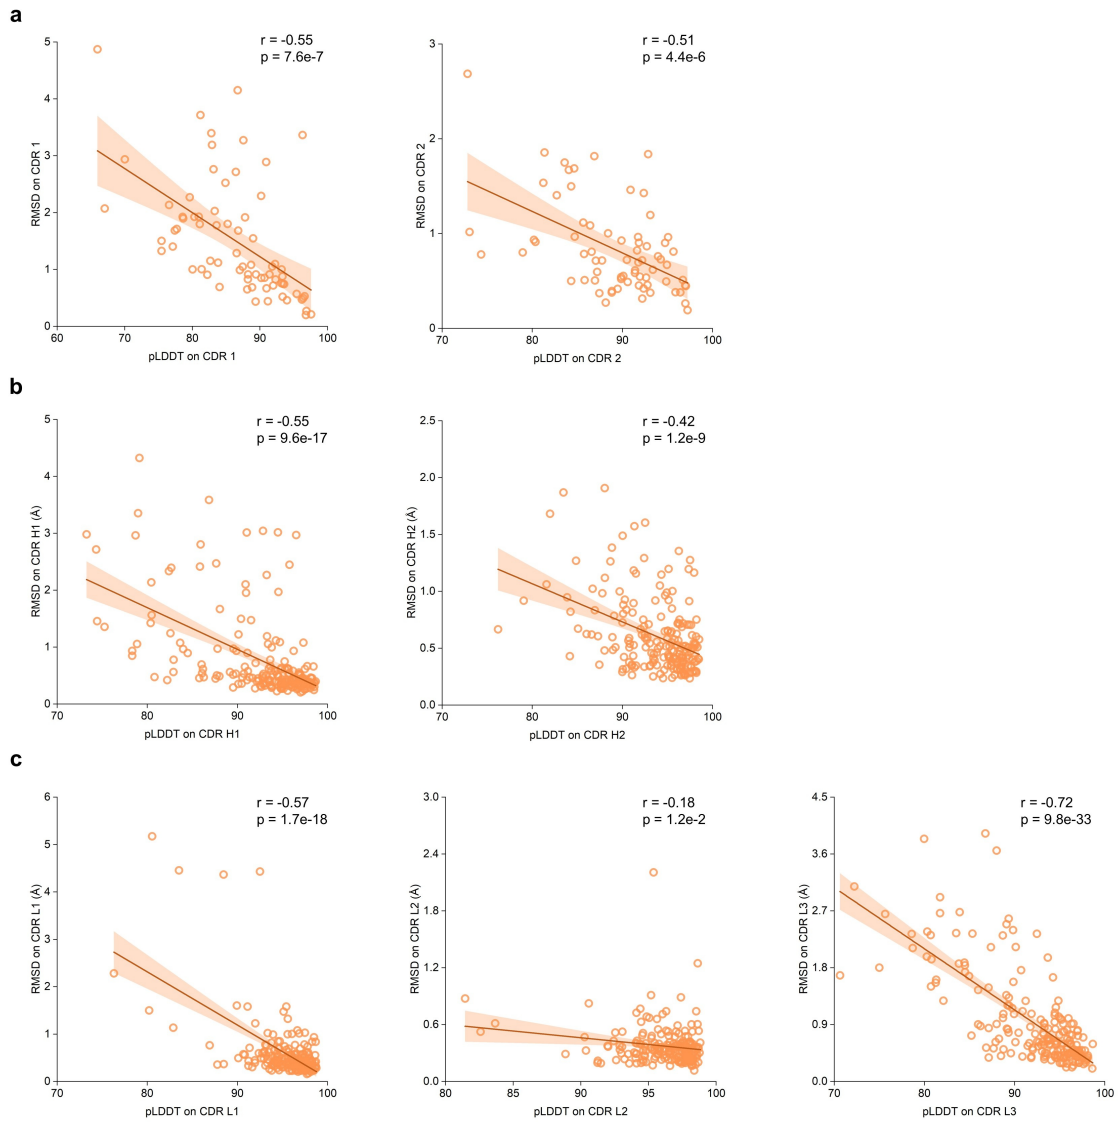 a
r = -0.55
p = 7.6e-7
RMSD on CDR 1
5
4
3
2
1
0
60
70
80
90
100
pLDDT on CDR 1
r = -0.51
p = 4.4e-6
RMSD on CDR 2
3
2
1
0
70
80
90
100
pLDDT on CDR 2
b
r = -0.55
p = 9.6e-17
RMSD on CDR H1 (Å)
5
4
3
2
1
0
70
80
90
100
pLDDT on CDR H1
r = -0.42
p = 1.2e-9
RMSD on CDR H2 (Å)
2.5
2.0
1.5
1.0
0.5
0.0
70
80
90
100
pLDDT on CDR H2
c
r = -0.57
p = 1.7e-18
RMSD on CDR L1 (Å)
6
5
4
3
2
1
0
70
80
90
100
pLDDT on CDR L1
r = -0.18
p = 1.2e-2
RMSD on CDR L2 (Å)
3.0
2.4
1.8
1.2
0.6
0.0
80
85
90
95
100
pLDDT on CDR L2
r = -0.72
p = 9.8e-33
RMSD on CDR L3 (Å)
4.5
3.6
2.7
1.8
0.9
0.0
70
80
90
100
pLDDT on CDR L3